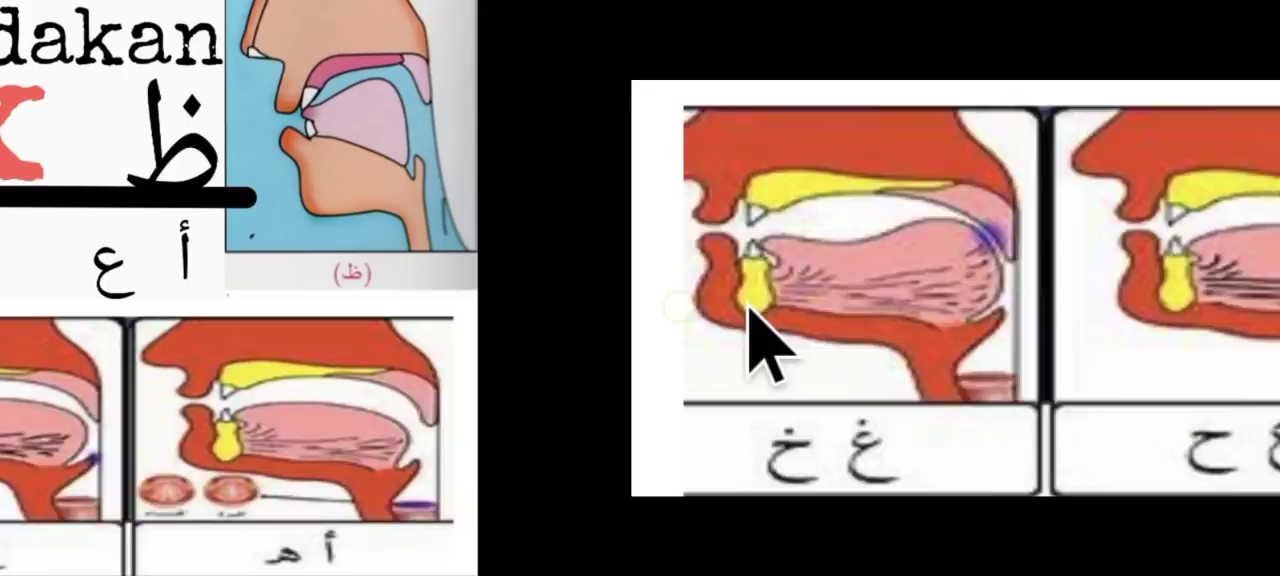 dakan
ظ
أ ع
(ظ)
أ هـ
غ خ
ح